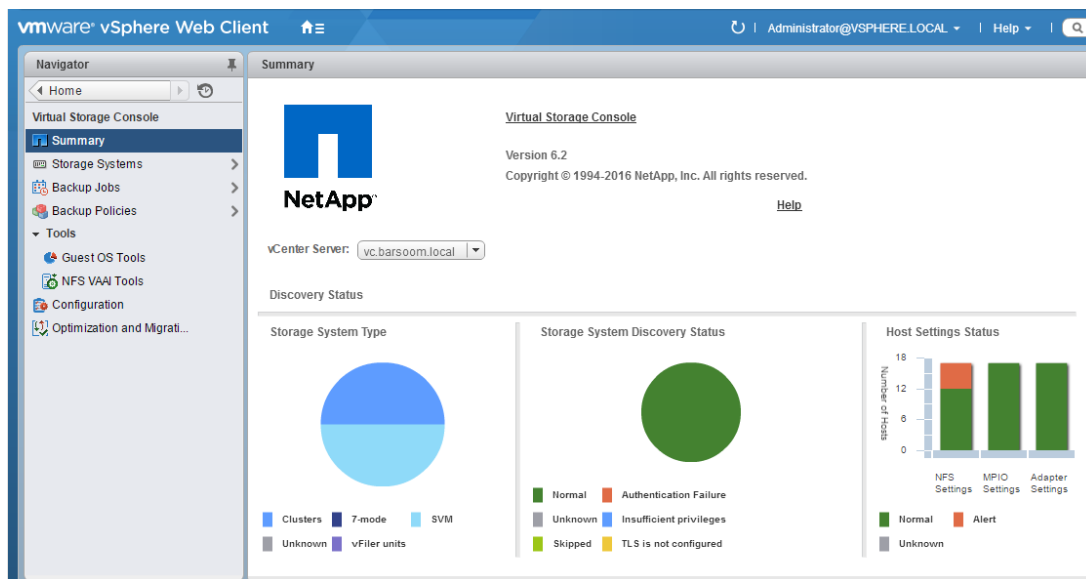 vmware® vSphere Web Client
Administrator@VSPHERE.LOCAL
Help
Navigator
Home
Virtual Storage Console
Summary
Storage Systems
Backup Jobs
Backup Policies
Tools
Guest OS Tools
NFS VAAI Tools
Configuration
Optimization and Migrati...
Summary
NetApp™
Virtual Storage Console
Version 6.2
Copyright © 1994-2016 NetApp, Inc. All rights reserved.
Help
vCenter Server: vc.barsoom.local
Discovery Status
Storage System Type
Clusters 7-mode SVM
Unknown vFiler units
Storage System Discovery Status
Normal Authentication Failure
Unknown Insufficient privileges
Skipped TLS is not configured
Host Settings Status
Number of Hosts
18
12
6
0
NFS Settings
MPIO Settings
Adapter Settings
Normal Alert
Unknown